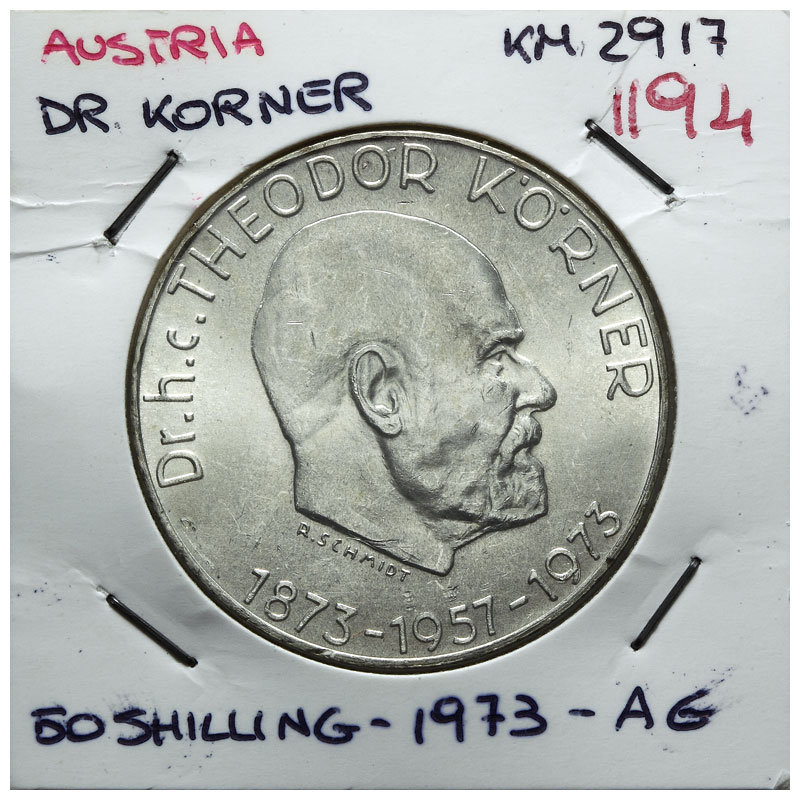 AUSTRIA
KM. 2917
DR. KORNER
1194
Dr.h.c. THEODOR KÖRNER
R. SCHMIDT
1873-1957-1973
50 SHILLING - 1973 - AG